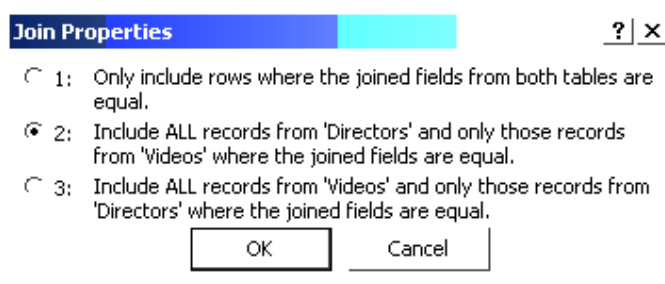 Join Properties ? ×
1: Only include rows where the joined fields from both tables are
equal.
2: Include ALL records from 'Directors' and only those records
from 'Videos' where the joined fields are equal.
3: Include ALL records from 'Videos' and only those records from
'Directors' where the joined fields are equal.
OK Cancel